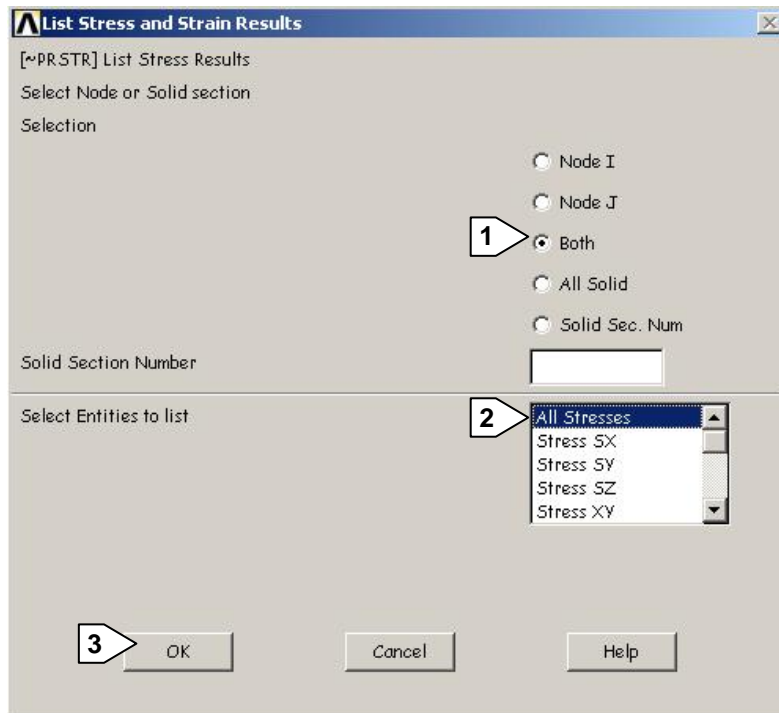 List Stress and Strain Results
[~PRSTR] List Stress Results
Select Node or Solid section
Selection
Node I
Node J
1
Both
All Solid
Solid Sec. Num
Solid Section Number
Select Entities to list
2
All Stresses
Stress SX
Stress SY
Stress SZ
Stress XY
3
OK
Cancel
Help